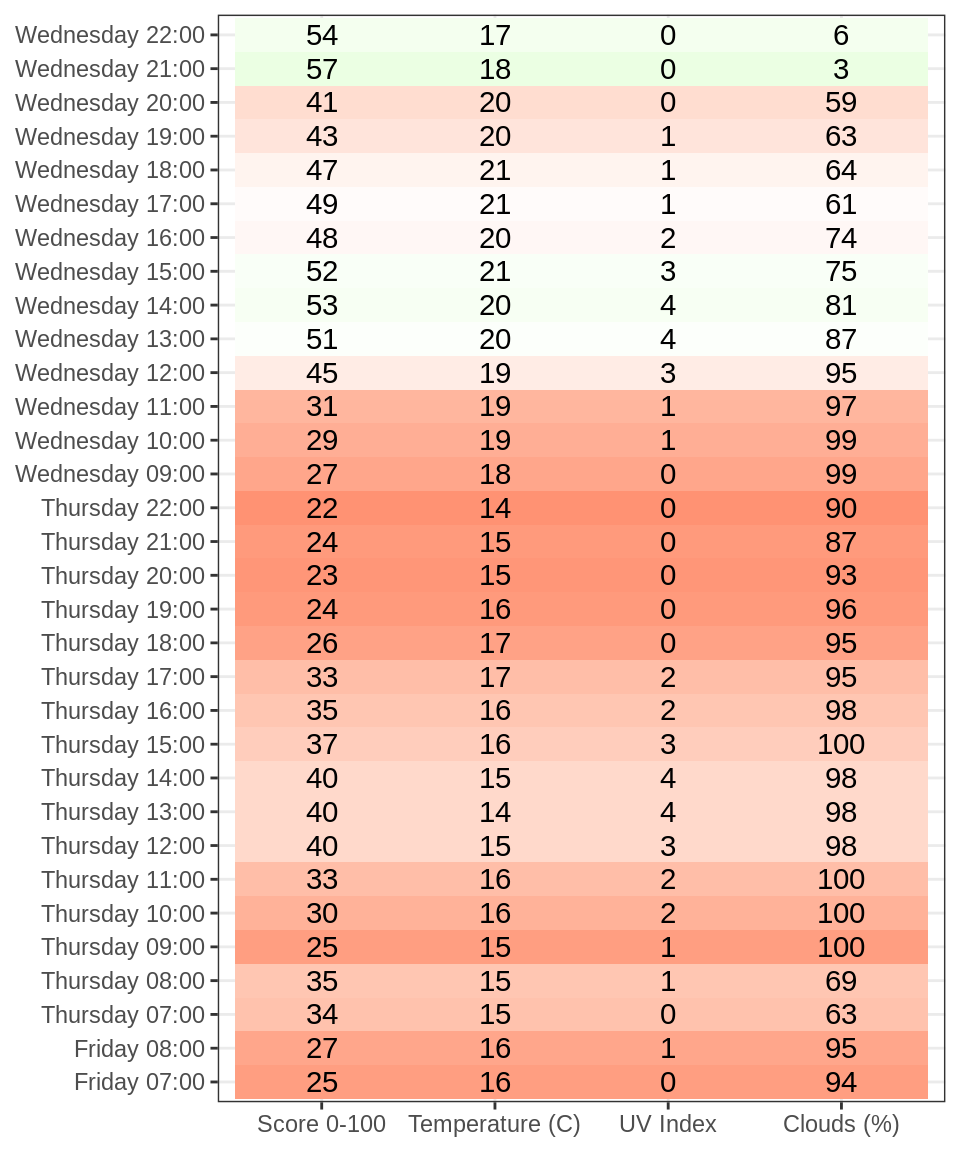 Wednesday 22:00 54 17 0 6
Wednesday 21:00 57 18 0 3
Wednesday 20:00 41 20 0 59
Wednesday 19:00 43 20 1 63
Wednesday 18:00 47 21 1 64
Wednesday 17:00 49 21 1 61
Wednesday 16:00 48 20 2 74
Wednesday 15:00 52 21 3 75
Wednesday 14:00 53 20 4 81
Wednesday 13:00 51 20 4 87
Wednesday 12:00 45 19 3 95
Wednesday 11:00 31 19 1 97
Wednesday 10:00 29 19 1 99
Wednesday 09:00 27 18 0 99
Thursday 22:00 22 14 0 90
Thursday 21:00 24 15 0 87
Thursday 20:00 23 15 0 93
Thursday 19:00 24 16 0 96
Thursday 18:00 26 17 0 95
Thursday 17:00 33 17 2 95
Thursday 16:00 35 16 2 98
Thursday 15:00 37 16 3 100
Thursday 14:00 40 15 4 98
Thursday 13:00 40 14 4 98
Thursday 12:00 40 15 3 98
Thursday 11:00 33 16 2 100
Thursday 10:00 30 16 2 100
Thursday 09:00 25 15 1 100
Thursday 08:00 35 15 1 69
Thursday 07:00 34 15 0 63
Friday 08:00 27 16 1 95
Friday 07:00 25 16 0 94
Score 0-100 Temperature (C) UV Index Clouds (%)